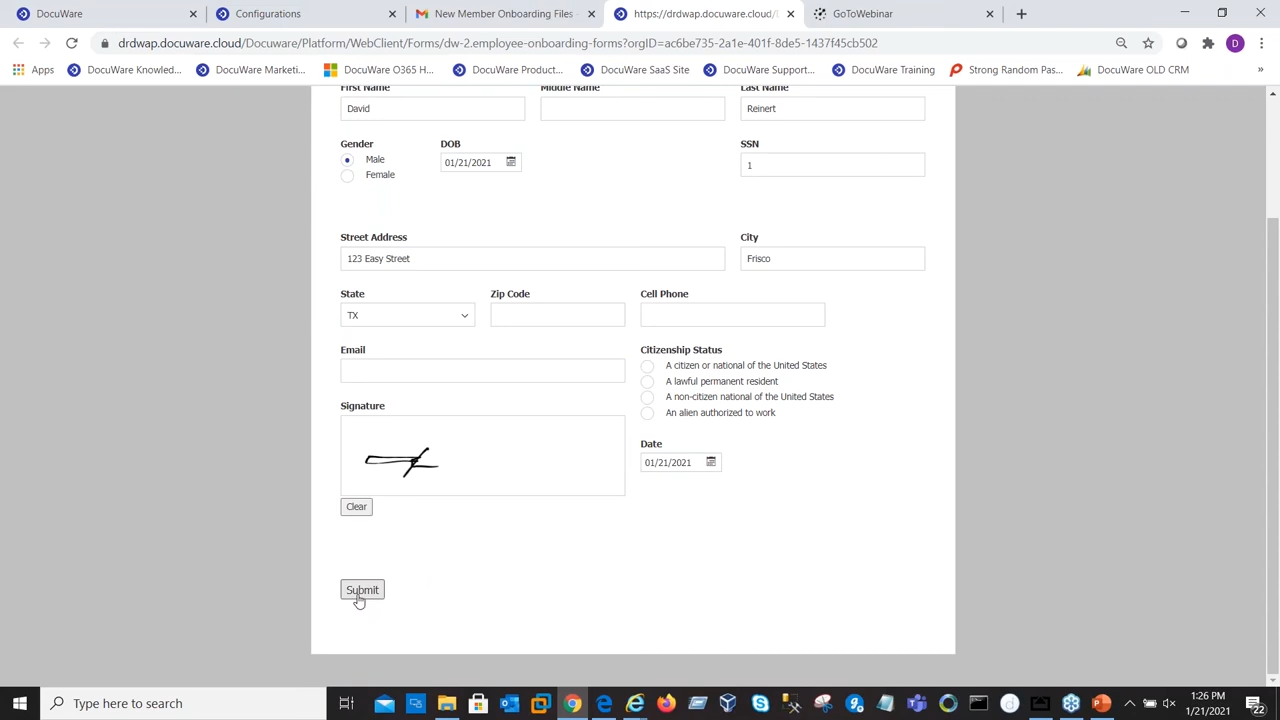 DocuWare
Configurations
New Member Onboarding Files -
https://drdwap.docuware.cloud/
GoToWebinar
drdwap.docuware.cloud/Docuware/Platform/WebClient/Forms/dw-2.employee-onboarding-forms?orgID=ac6be735-2a1e-401f-8de5-1437f45cb502
D
Apps
DocuWare Knowled...
DocuWare Marketi...
DocuWare O365 H...
DocuWare Product...
DocuWare SaaS Site
DocuWare Support...
DocuWare Training
Strong Random Pas...
DocuWare OLD CRM
»
First Name
Middle Name
Last Name
David
Reinert
Gender
DOB
SSN
Male
Female
01/21/2021
1
Street Address
City
123 Easy Street
Frisco
State
Zip Code
Cell Phone
TX
Email
Citizenship Status
A citizen or national of the United States
A lawful permanent resident
A non-citizen national of the United States
An alien authorized to work
Signature
Date
01/21/2021
Clear
Submit
Type here to search
1:26 PM
1/21/2021
22